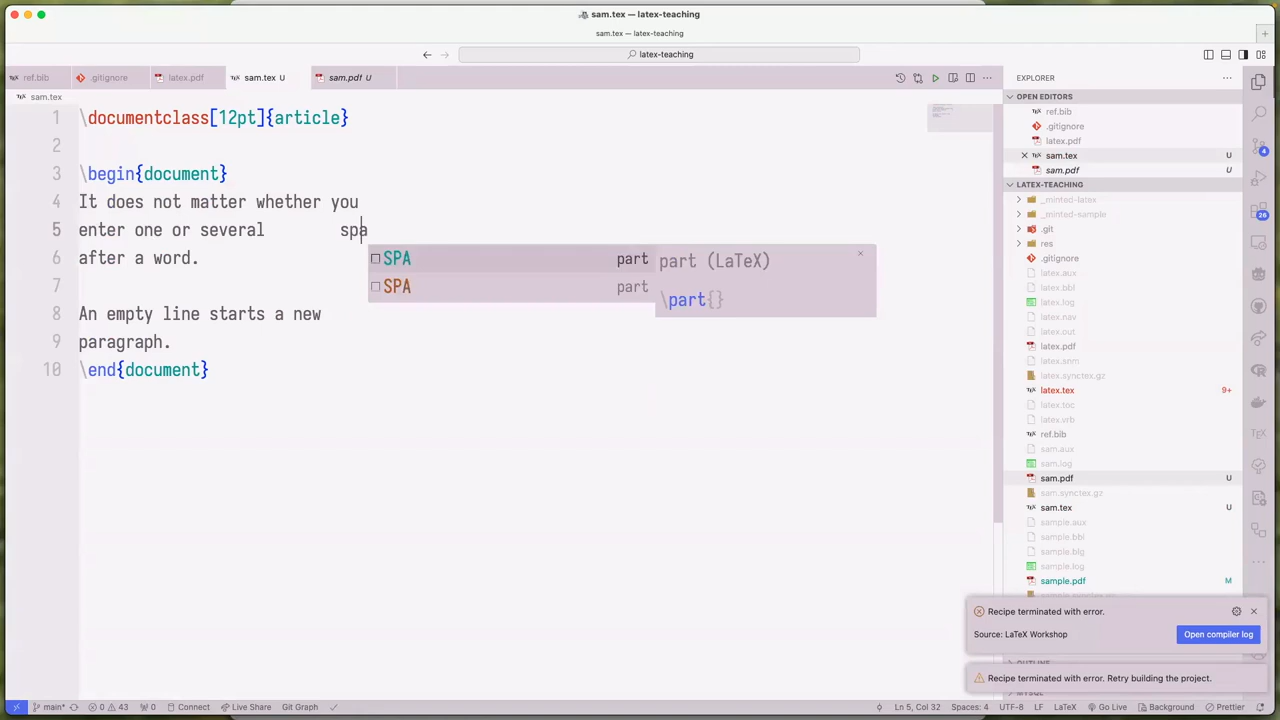 sam.tex — latex-teaching
sam.tex — latex-teaching
latex-teaching
ref.bib
.gitignore
latex.pdf
sam.tex U
sam.pdf U
EXPLORER
sam.tex
OPEN EDITORS
ref.bib
.gitignore
latex.pdf
sam.tex U
sam.pdf
LATEX-TEACHING
_minted-latex
_minted-sample
.git
res
.gitignore
latex.aux
latex.bbl
latex.log
latex.nav
latex.out
latex.pdf
latex.snm
latex.synctex.gz
latex.tex 9+
latex.toc
latex.vrb
ref.bib
sam.aux
sam.log
sam.pdf U
sam.synctex.gz
sam.tex U
sample.aux
sample.bbl
sample.blg
sample.log
sample.pdf M
1 \documentclass[12pt]{article}
2
3 \begin{document}
4 It does not matter whether you
5 enter one or several spa
6 after a word.
7
8 An empty line starts a new
9 paragraph.
10 \end{document}
SPA part
SPA part
part (LaTeX)
\part{}
4
26
Recipe terminated with error.
Source: LaTeX Workshop
Open compiler log
OUTLINE
Recipe terminated with error. Retry building the project.
MYSQL
main*
0 43
0
Connect
Live Share
Git Graph
Ln 5, Col 32
Spaces: 4
UTF-8
LF
LaTeX
Go Live
Background
Prettier